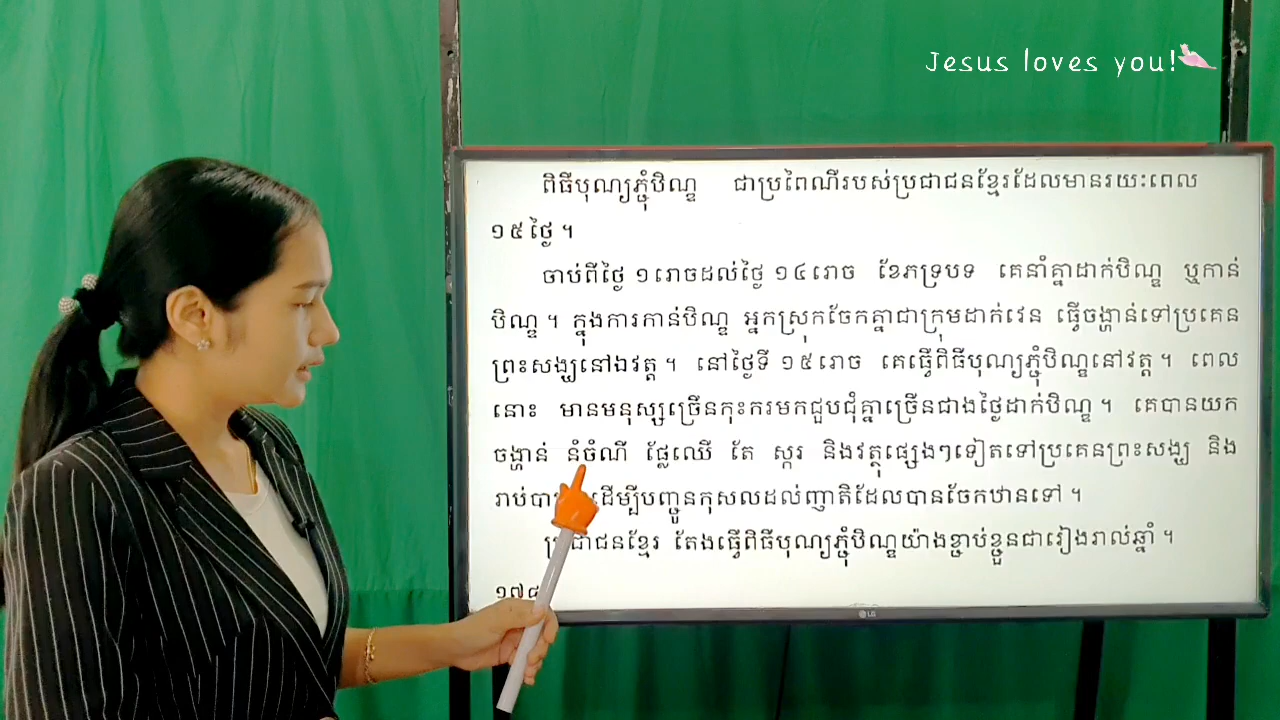 Jesus loves you!
ពិធីបុណ្យភ្ជុំបិណ្ឌ ជាប្រពៃណីរបស់ប្រជាជនខ្មែរដែលមានរយៈពេល
១៥ ថ្ងៃ ។
ចាប់ពីថ្ងៃ ១រោចដល់ថ្ងៃ ១៤រោច ខែភទ្របទ គេនាំគ្នាដាក់បិណ្ឌ ឬកាន់
បិណ្ឌ ។ ក្នុងការកាន់បិណ្ឌ អ្នកស្រុកចែកគ្នាជាក្រុមដាក់វេន ធ្វើចង្ហាន់ទៅប្រគេន
ព្រះសង្ឃនៅឯវត្ត ។ នៅថ្ងៃទី ១៥រោច គេធ្វើពិធីបុណ្យភ្ជុំបិណ្ឌនៅវត្ត ។ ពេល
នោះ មានមនុស្សច្រើនកុះករមកជួបជុំគ្នាច្រើនជាងថ្ងៃដាក់បិណ្ឌ ។ គេបានយក
ចង្ហាន់ នំចំណី ផ្លែឈើ តែ ស្ករ និងវត្ថុផ្សេងៗទៀតទៅប្រគេនព្រះសង្ឃ និង
រាប់បា ដើម្បីបញ្ជូនកុសលដល់ញាតិដែលបានចែកឋានទៅ ។
ប្រជាជនខ្មែរ តែងធ្វើពិធីបុណ្យភ្ជុំបិណ្ឌយ៉ាងខ្ជាប់ខ្ជួនជារៀងរាល់ឆ្នាំ ។
LG